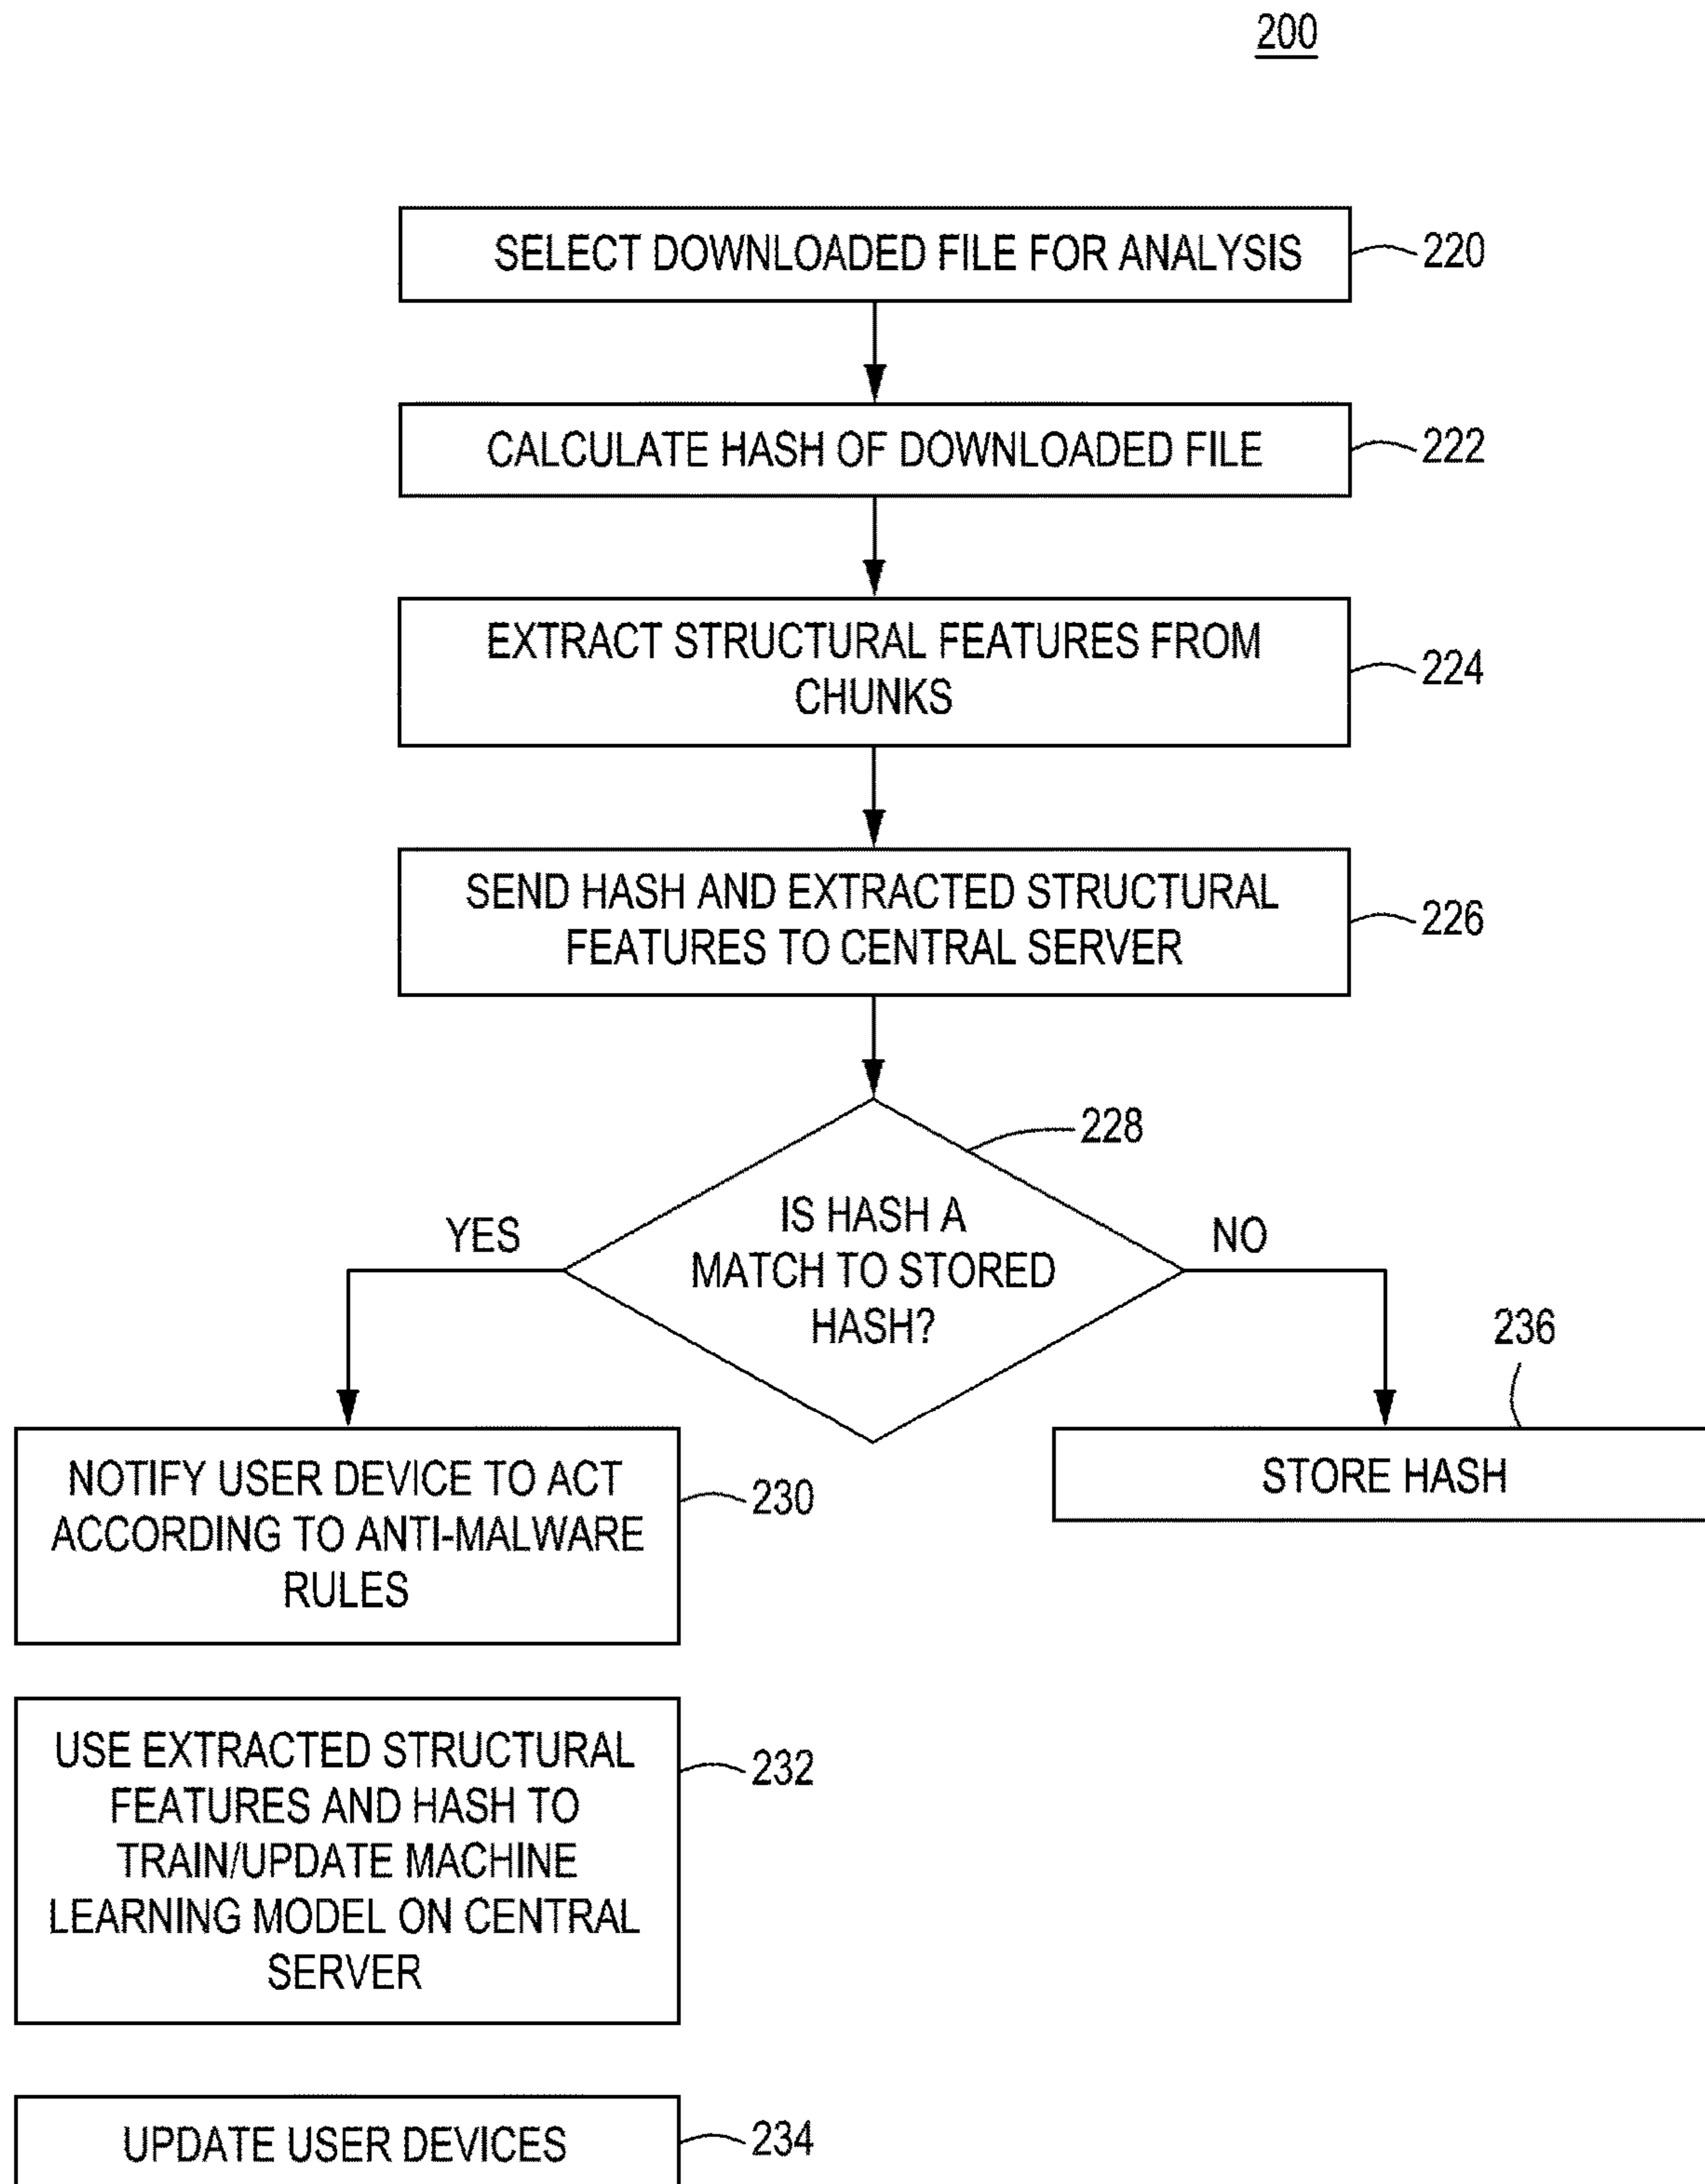 200
SELECT DOWNLOADED FILE FOR ANALYSIS
220
CALCULATE HASH OF DOWNLOADED FILE
222
EXTRACT STRUCTURAL FEATURES FROM
CHUNKS
224
SEND HASH AND EXTRACTED STRUCTURAL
FEATURES TO CENTRAL SERVER
226
228
IS HASH A
MATCH TO STORED
HASH?
YES
NO
236
NOTIFY USER DEVICE TO ACT
ACCORDING TO ANTI-MALWARE
RULES
230
STORE HASH
USE EXTRACTED STRUCTURAL
FEATURES AND HASH TO
TRAIN/UPDATE MACHINE
LEARNING MODEL ON CENTRAL
SERVER
232
UPDATE USER DEVICES
234